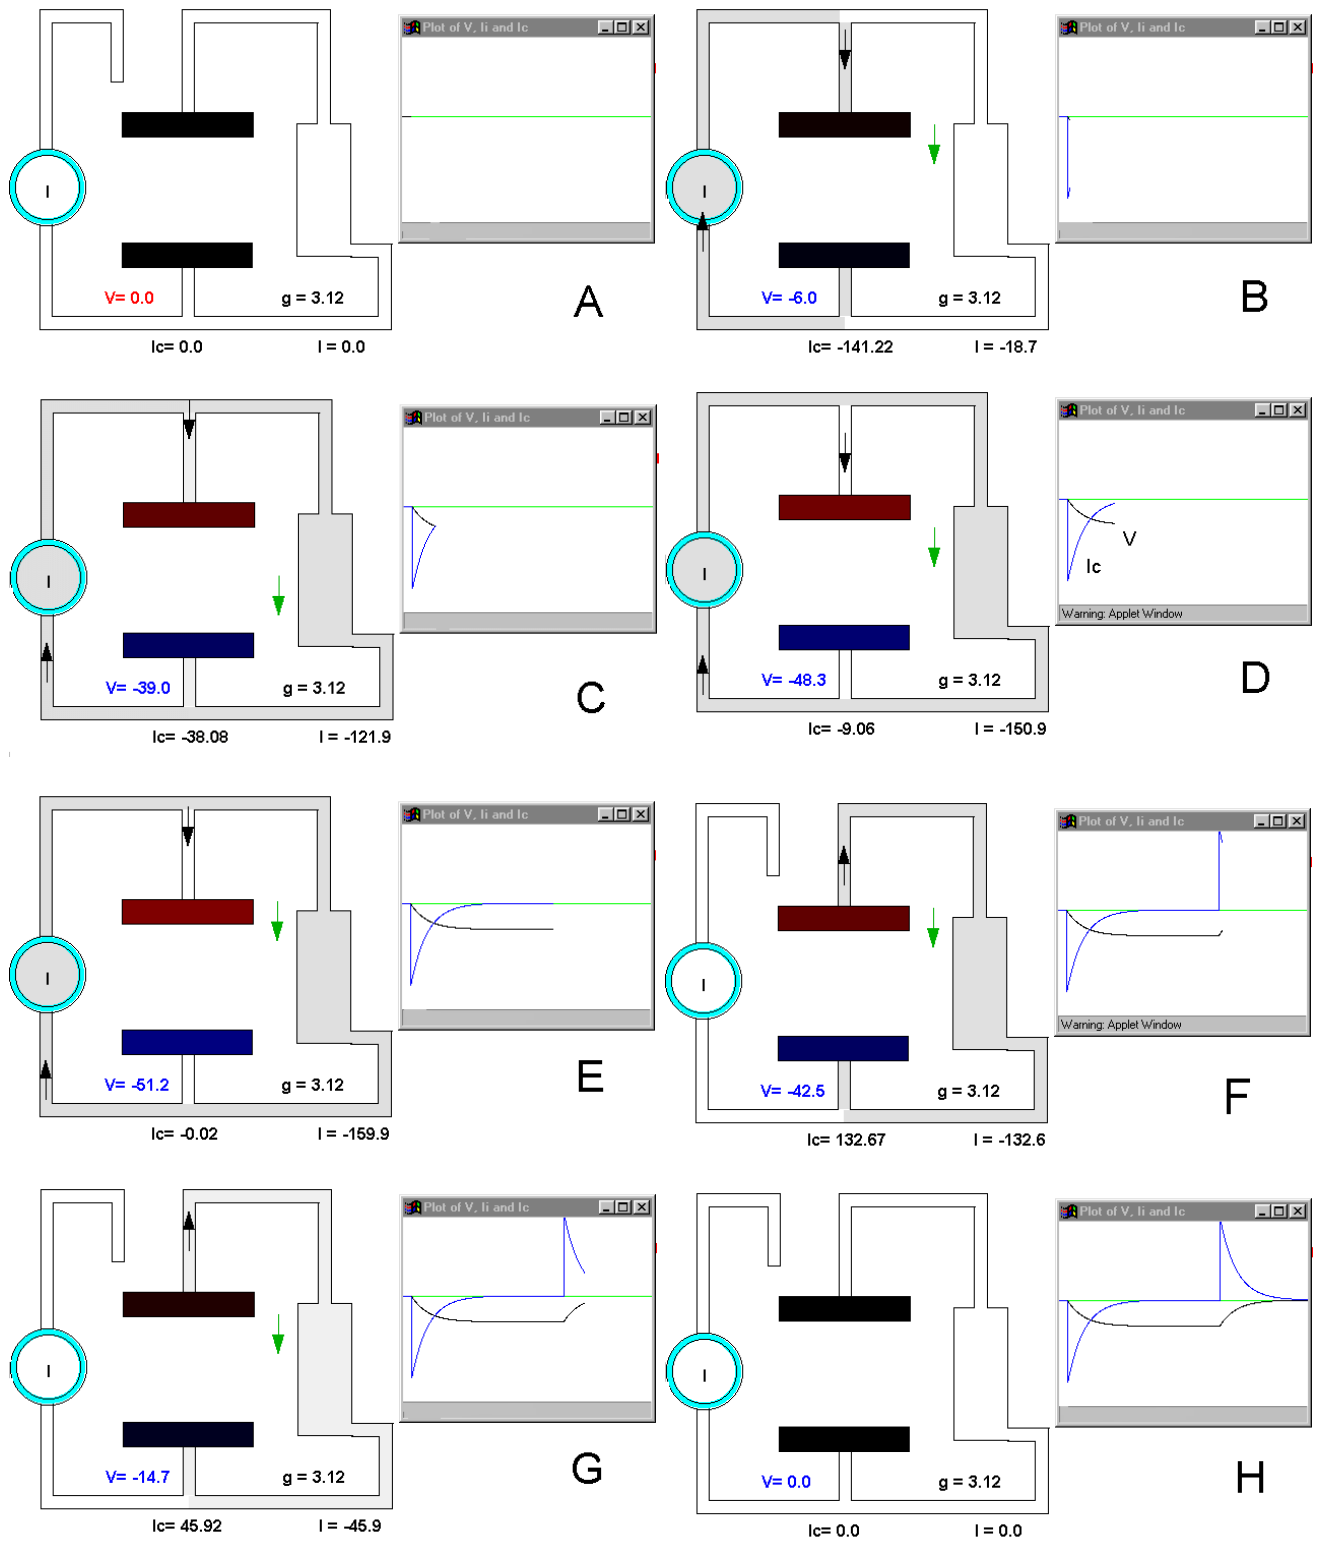 Plot of V, Ii and Ic
I
V= 0.0
g = 3.12
A
Ic= 0.0
I = 0.0
Plot of V, Ii and Ic
I
V= -6.0
g = 3.12
B
Ic= -141.22
I = -18.7
Plot of V, Ii and Ic
I
V= -39.0
g = 3.12
C
Ic= -38.08
I = -121.9
Plot of V, Ii and Ic
V
Ic
I
Warning: Applet Window
V= -48.3
g = 3.12
D
Ic= -9.06
I = -150.9
Plot of V, Ii and Ic
I
V= -51.2
g = 3.12
E
Ic= -0.02
I = -159.9
Plot of V, Ii and Ic
I
Warning: Applet Window
V= -42.5
g = 3.12
F
Ic= 132.67
I = -132.6
Plot of V, Ii and Ic
I
V= -14.7
g = 3.12
G
Ic= 45.92
I = -45.9
Plot of V, Ii and Ic
I
V= 0.0
g = 3.12
H
Ic= 0.0
I = 0.0